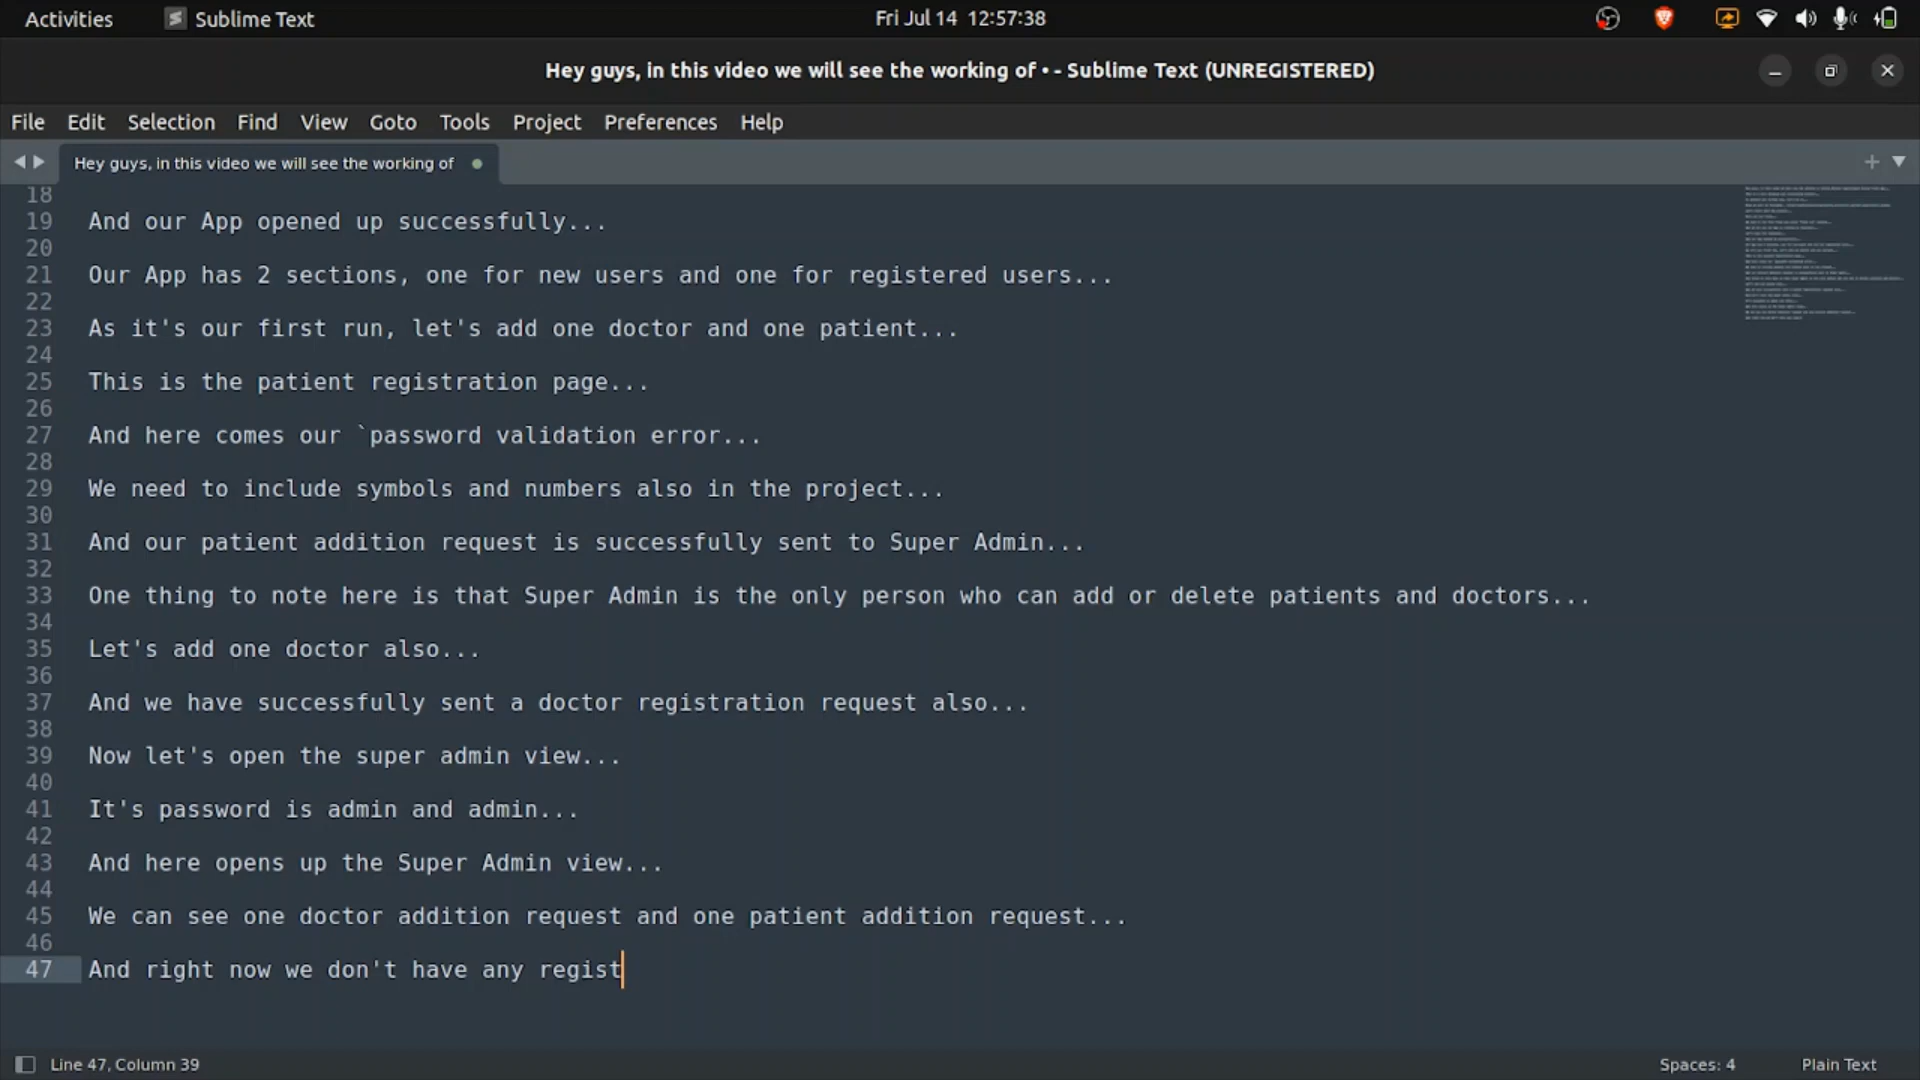 Activities Sublime Text Fri Jul 14 12:57:38
Hey guys, in this video we will see the working of • - Sublime Text (UNREGISTERED)
File Edit Selection Find View Goto Tools Project Preferences Help
Hey guys, in this video we will see the working of
18
19 And our App opened up successfully...
20
21 Our App has 2 sections, one for new users and one for registered users...
22
23 As it's our first run, let's add one doctor and one patient...
24
25 This is the patient registration page...
26
27 And here comes our `password validation error...
28
29 We need to include symbols and numbers also in the project...
30
31 And our patient addition request is successfully sent to Super Admin...
32
33 One thing to note here is that Super Admin is the only person who can add or delete patients and doctors...
34
35 Let's add one doctor also...
36
37 And we have successfully sent a doctor registration request also...
38
39 Now let's open the super admin view...
40
41 It's password is admin and admin...
42
43 And here opens up the Super Admin view...
44
45 We can see one doctor addition request and one patient addition request...
46
47 And right now we don't have any regist
Line 47, Column 39 Spaces: 4 Plain Text